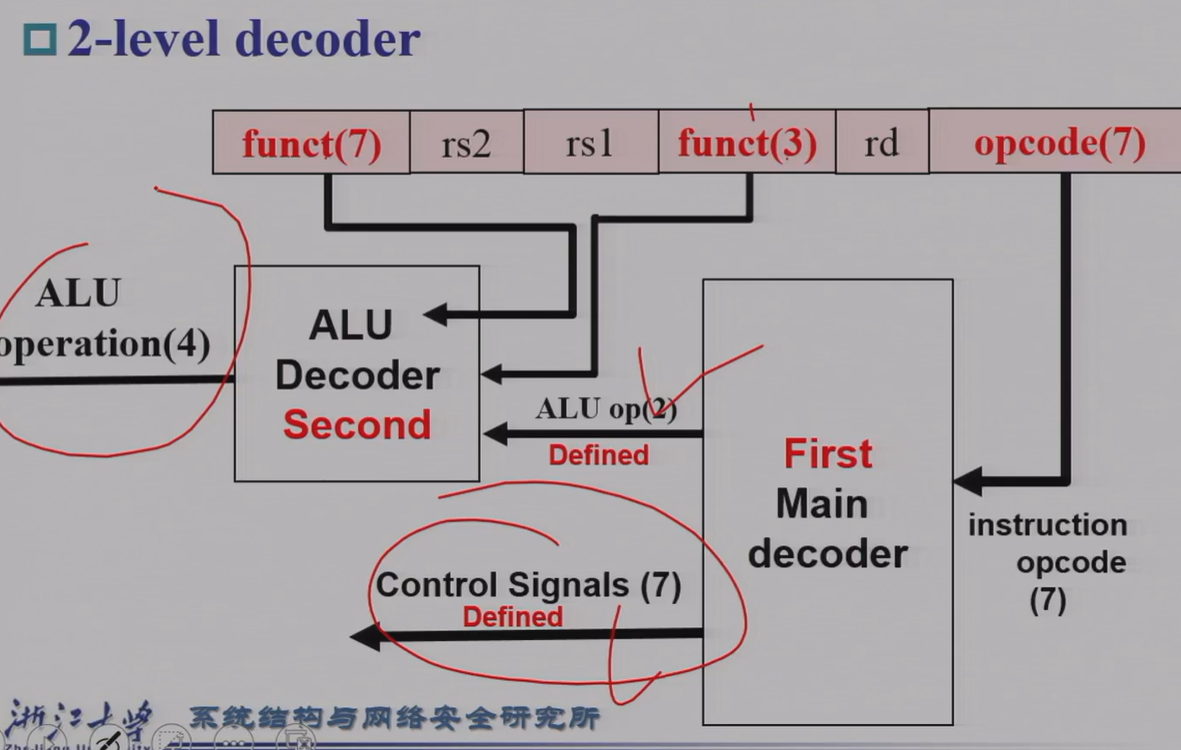 2-level decoder
funct(7) rs2 rs1 funct(3) rd opcode(7)
ALU
operation(4)
ALU
Decoder
Second
ALU op(2)
Defined
First
Main
decoder
instruction
opcode
(7)
Control Signals (7)
Defined
浙江大学 系统结构与网络安全研究所